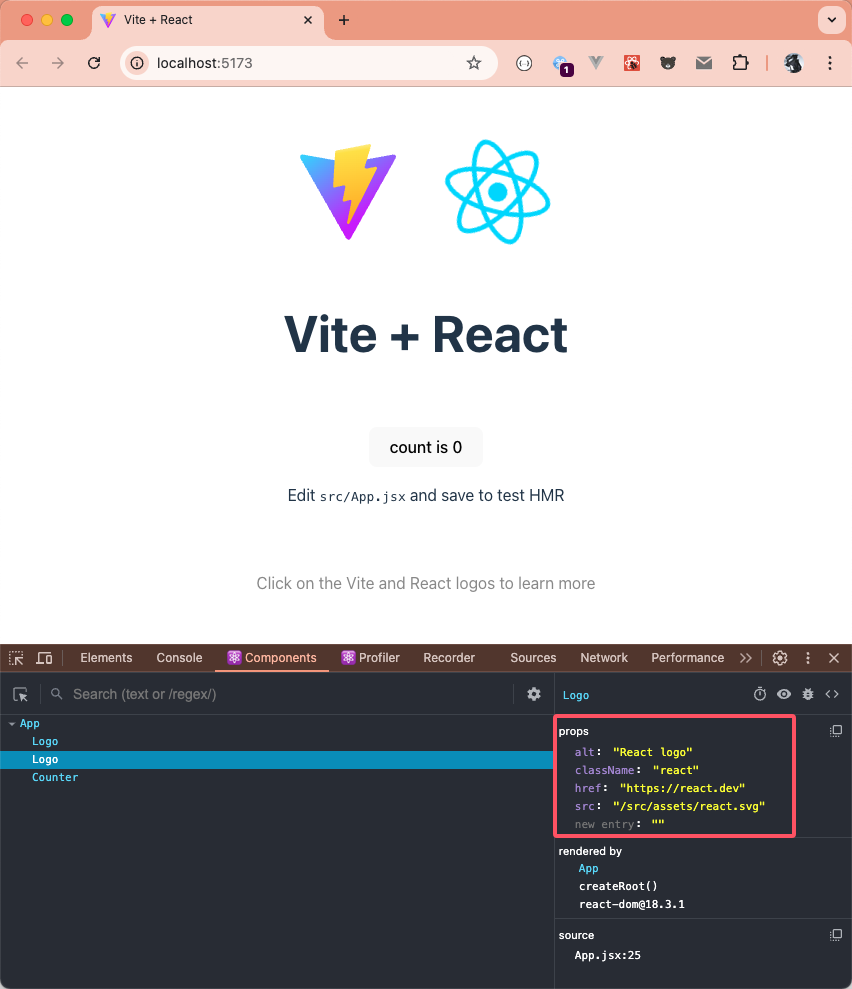 Vite + React
localhost:5173
1
Vite + React
count is 0
Edit src/App.jsx and save to test HMR
Click on the Vite and React logos to learn more
Elements Console Components Profiler Recorder Sources Network Performance
Search (text or /regex/)
Logo
App
Logo
Logo
Counter
props
alt: "React logo"
className: "react"
href: "https://react.dev"
src: "/src/assets/react.svg"
new entry: ""
rendered by
App
createRoot()
react-dom@18.3.1
source
App.jsx:25